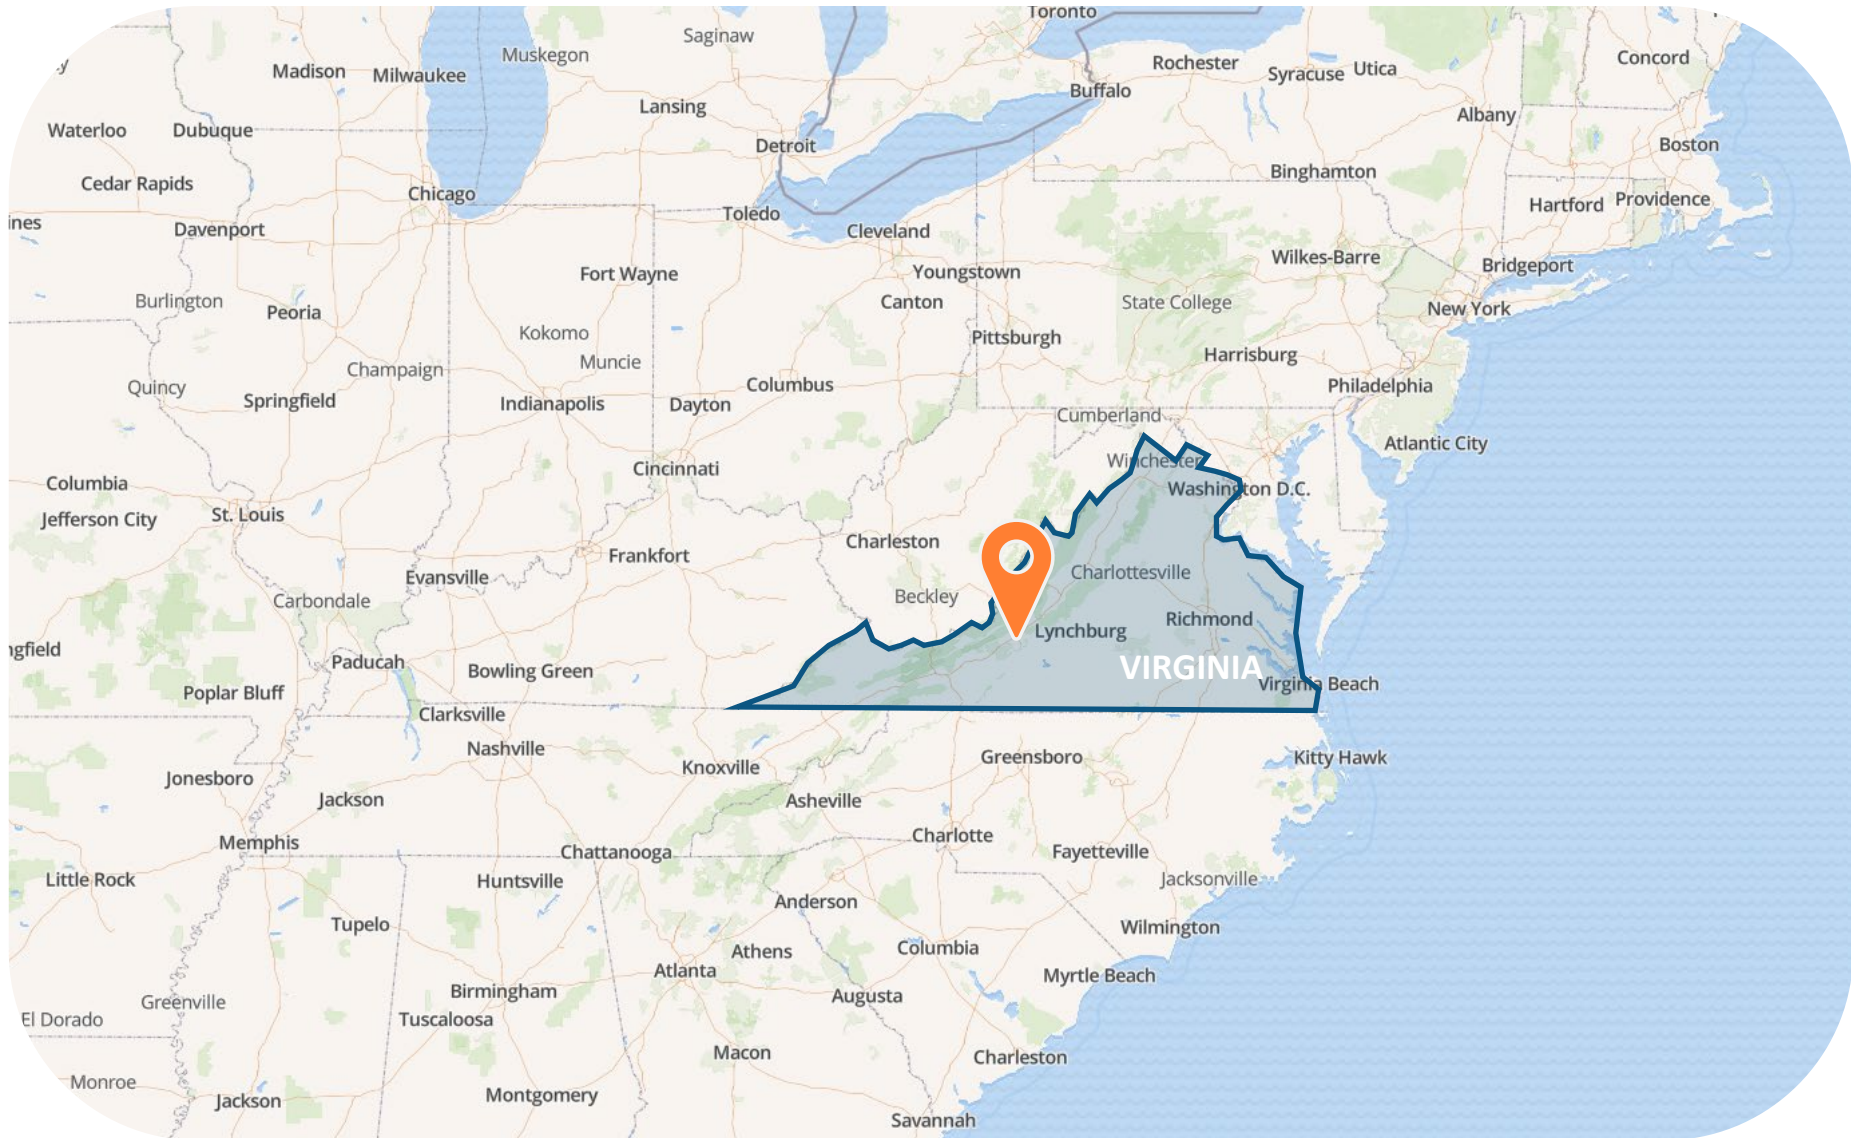 Toronto
Saginaw
Muskegon
Concord
Rochester
Syracuse
Utica
Madison
Milwaukee
Buffalo
Lansing
Albany
Waterloo
Dubuque
Detroit
Boston
Binghamton
Cedar Rapids
Chicago
Hartford
Providence
Toledo
ines
Davenport
Cleveland
Wilkes-Barre
Bridgeport
Fort Wayne
Youngstown
Burlington
Canton
State College
Peoria
New York
Kokomo
Pittsburgh
Muncie
Harrisburg
Champaign
Quincy
Columbus
Philadelphia
Springfield
Indianapolis
Dayton
Cumberland
Atlantic City
Winchester
Cincinnati
Columbia
Washington D.C.
Jefferson City
St. Louis
Charleston
Frankfort
Charlottesville
Evansville
Beckley
Carbondale
Richmond
Lynchburg
ngfield
Paducah
Bowling Green
VIRGINIA
Virginia Beach
Poplar Bluff
Clarksville
Nashville
Greensboro
Kitty Hawk
Knoxville
Jonesboro
Jackson
Asheville
Charlotte
Memphis
Chattanooga
Fayetteville
Little Rock
Huntsville
Jacksonville
Anderson
Tupelo
Wilmington
Athens
Columbia
Atlanta
Myrtle Beach
Birmingham
Augusta
Greenville
El Dorado
Tuscaloosa
Macon
Charleston
Monroe
Montgomery
Jackson
Savannah